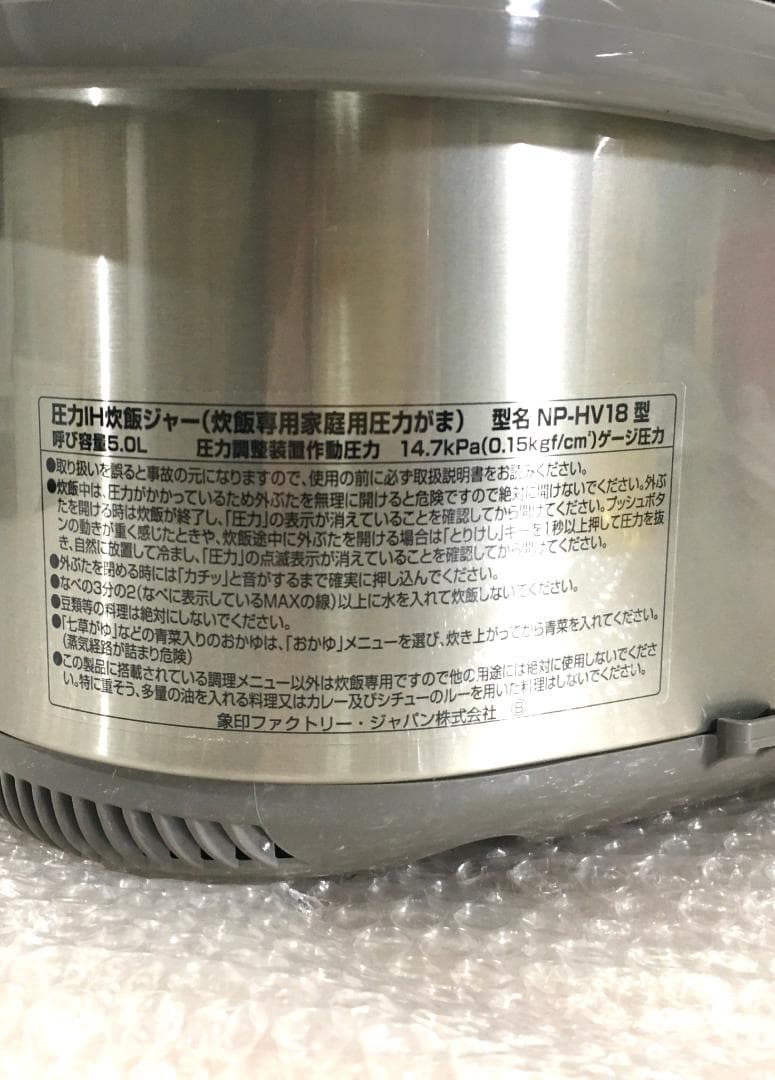 圧力IH炊飯ジャー(炊飯専用家庭用圧力がま) 型名 NP-HV18 型
呼び容量5.0L 圧力調整装置作動圧力 14.7kPa(0.15kgf/cm²)ゲージ圧力
●取り扱いを誤ると事故の元になりますので、使用の前に必ず取扱説明書をお読みください。
●炊飯中は、圧力がかかっているため外ぶたを無理に開けると危険ですので絶対に開けないでください。外ぶ
たを開ける時は炊飯が終了し、「圧力」の表示が消えていることを確認してから開けてください。プッシュボタ
ンの動きが重く感じたときや、炊飯途中に外ぶたを開ける場合は「とりけし」キーを1秒以上押して圧力を抜
き、自然に放置して冷まし、「圧力」の点滅表示が消えていることを確認してから開けてください。
●外ぶたを閉める時には「カチッ」と音がするまで確実に押し込んでください。
●なべの3分の2(なべに表示しているMAXの線)以上に水を入れて炊飯しないでください。
●豆類等の料理は絶対にしないでください。
●「七草がゆ」などの青菜入りのおかゆは、「おかゆ」メニューを選び、炊き上がってから青菜を入れてください。
(蒸気経路が詰まり危険)
●この製品に搭載されている調理メニュー以外は炊飯専用ですので他の用途には絶対に使用しないでくださ
い。特に重そう、多量の油を入れる料理又はカレー及びシチューのルーを用いた料理はしないでください。
象印ファクトリー・ジャパン株式会社 Ⓑ